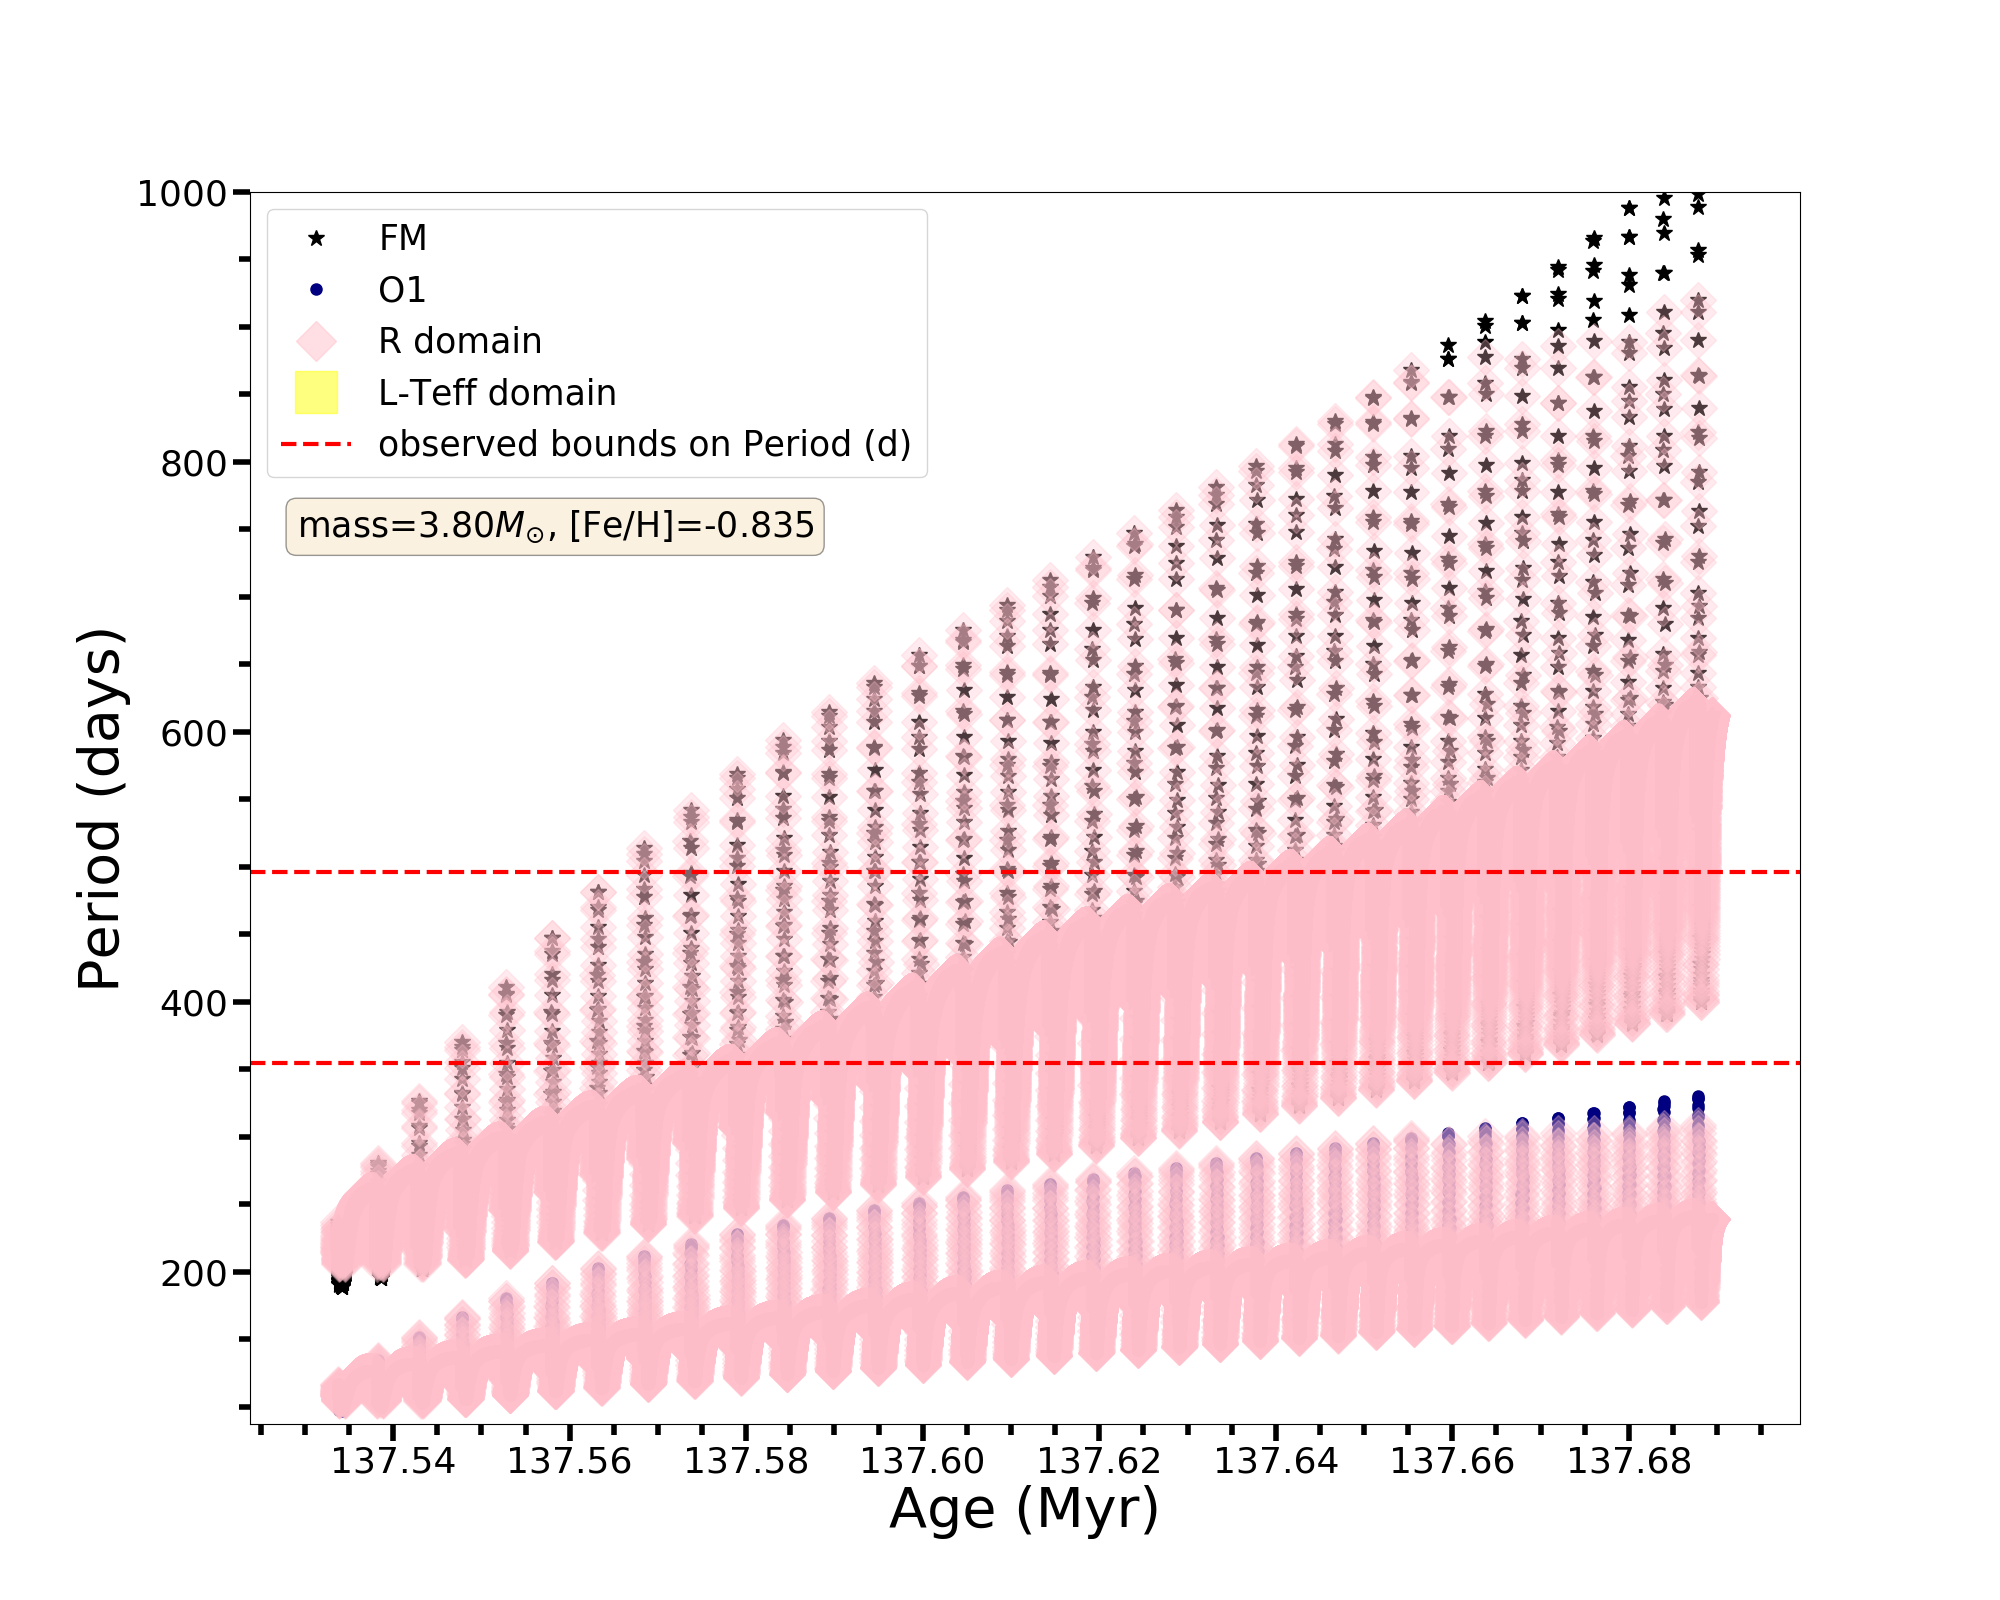 1000
800
600
400
200
Period (days)
FM
O1
R domain
L-Teff domain
observed bounds on Period (d)
mass=3.80M⊙, [Fe/H]=-0.835
137.54 137.56 137.58 137.60 137.62 137.64 137.66 137.68
Age (Myr)